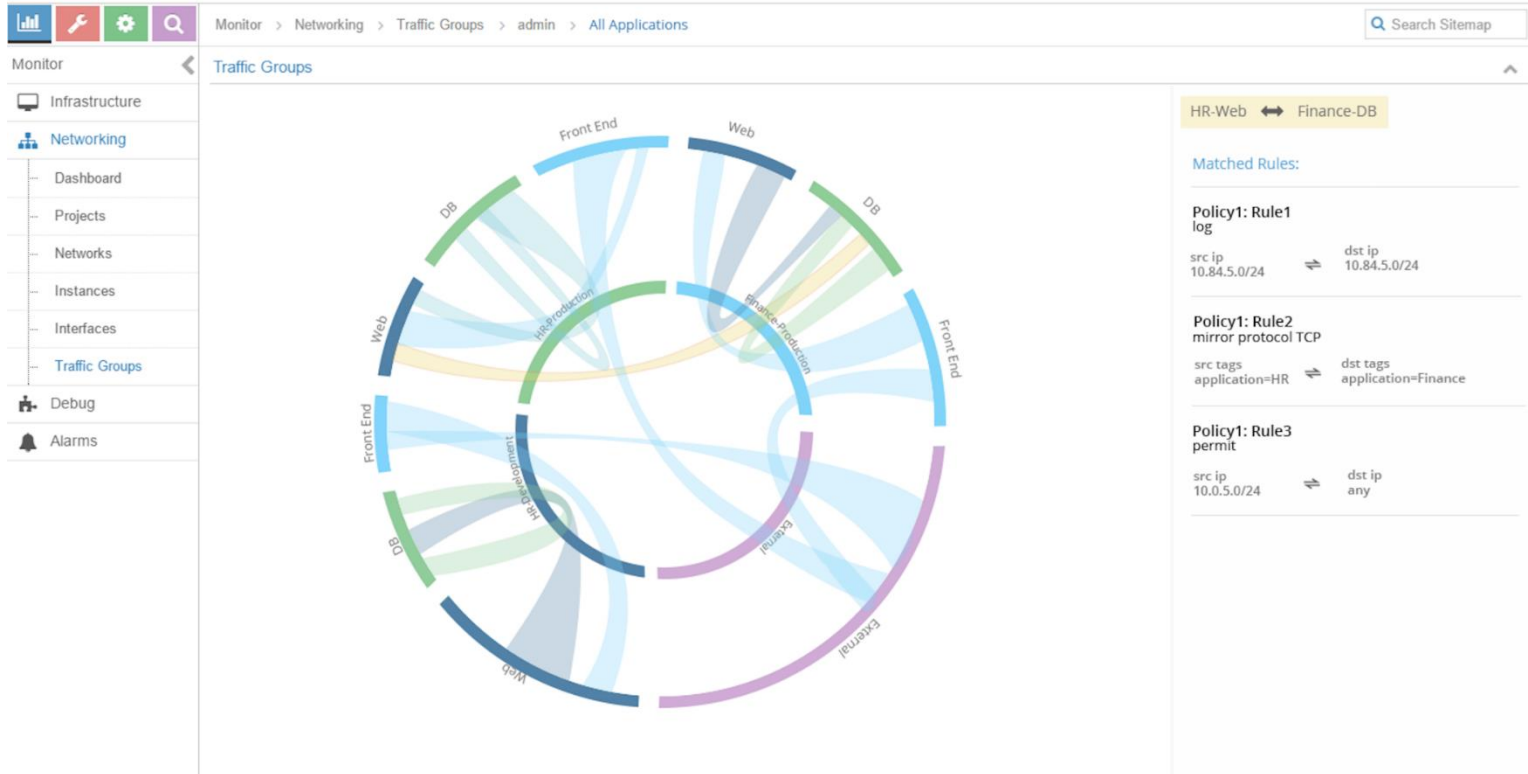 Monitor > Networking > Traffic Groups > admin > All Applications
Search Sitemap
Monitor
Infrastructure
Networking
Dashboard
Projects
Networks
Instances
Interfaces
Traffic Groups
Debug
Alarms
Traffic Groups
Front End
Web
DB
Front End
External
Web
DB
Front End
Web
DB
HR-Production
Finance-Production
HR-Development
External
HR-Web Finance-DB
Matched Rules:
Policy1: Rule1
log
src ip dst ip
10.84.5.0/24 ⇌ 10.84.5.0/24
Policy1: Rule2
mirror protocol TCP
src tags dst tags
application=HR ⇌ application=Finance
Policy1: Rule3
permit
src ip dst ip
10.0.5.0/24 ⇌ any